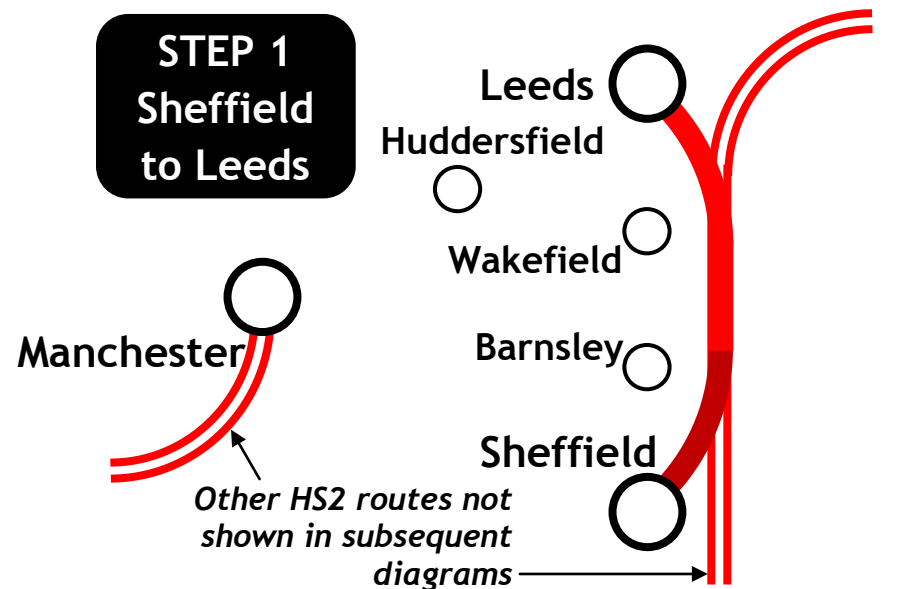 STEP 1
Sheffield
to Leeds
Leeds
Huddersfield
Wakefield
Manchester
Barnsley
Sheffield
Other HS2 routes not
shown in subsequent
diagrams